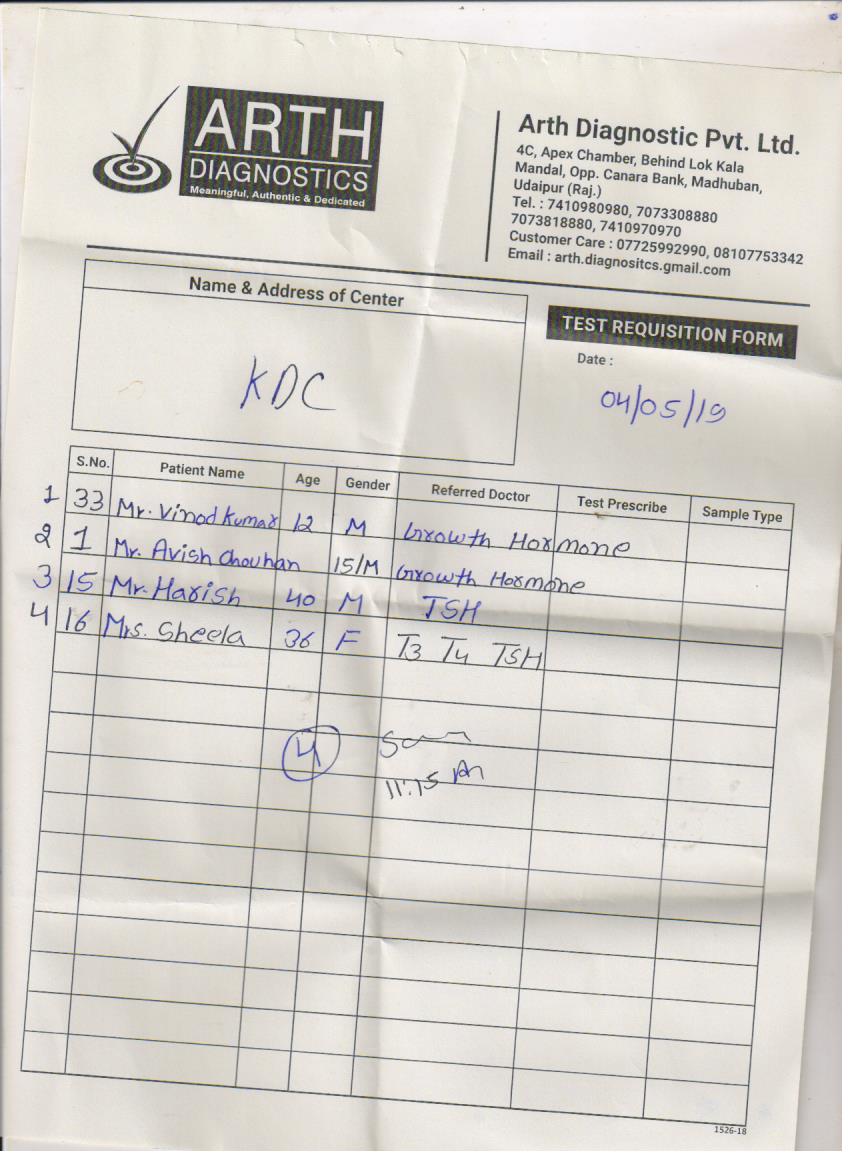 ARTH
DIAGNOSTICS
Meaningful, Authentic & Dedicated
Arth Diagnostic Pvt. Ltd.
4C, Apex Chamber, Behind Lok Kala
Mandal, Opp. Canara Bank, Madhuban,
Udaipur (Raj.)
Tel. : 7410980980, 7073308880
7073818880, 7410970970
Customer Care : 07725992990, 08107753342
Email : arth.diagnositcs.gmail.com
Name & Address of Center
KDC
TEST REQUISITION FORM
Date :
04/05/19
S.No. Patient Name Age Gender Referred Doctor Test Prescribe Sample Type
1 33 Mr. Vinod Kumar 12 M Growth Hormone
2 1 Mr. Avish Chouhan 15/M Growth Hormone
3 15 Mr. Harish 40 M TSH
4 16 Mrs. Sheela 36 F T3 T4 TSH
4
11:15
1526-18